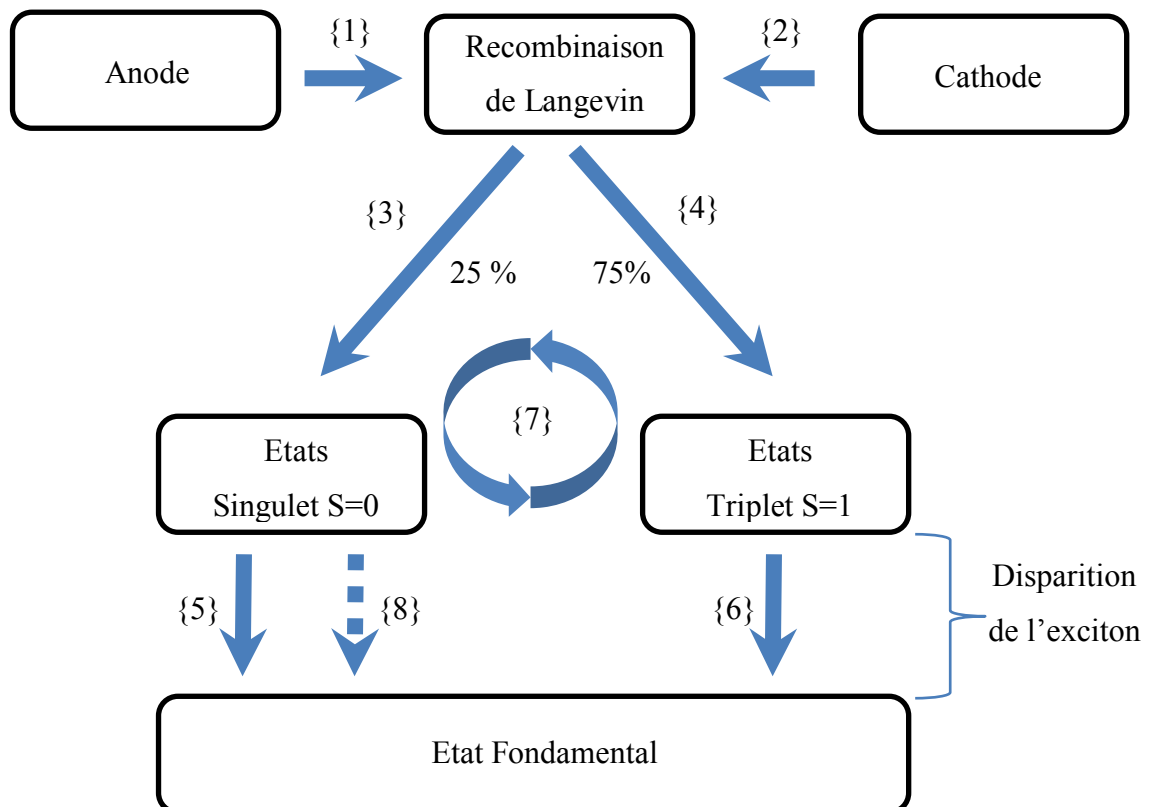 {1}
{2}
Anode
Recombinaison
de Langevin
Cathode
{3}
{4}
25 %
75%
{7}
Etats
Singulet S=0
Etats
Triplet S=1
{5}
{8}
{6}
Disparition
de l’exciton
Etat Fondamental